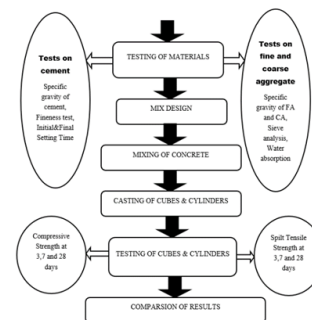 Tests on
cement
Specific
gravity of
cement,
Fineness test,
Initial&Final
Setting Time
TESTING OF MATERIALS
Tests on
fine and
coarse
aggregate
Specific
gravity of FA
and CA,
Sieve
analysis,
Water
absorption
MIX DESIGN
MIXING OF CONCRETE
CASTING OF CUBES & CYLINDERS
Compressive
Strength at
3,7 and 28
days
TESTING OF CUBES & CYLINDERS
Spilt Tensile
Strength at
3,7 and 28
days
COMPARSION OF RESULTS